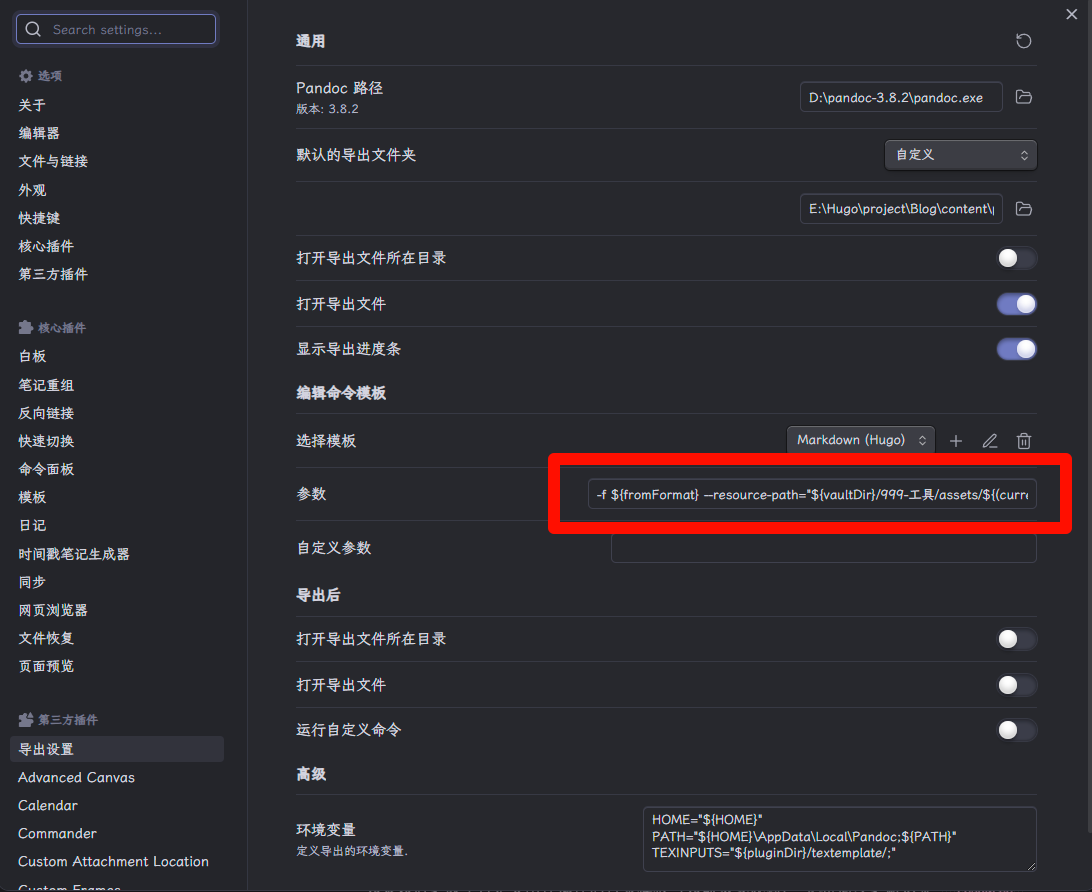 Search settings...
选项
关于
编辑器
文件与链接
外观
快捷键
核心插件
第三方插件
核心插件
白板
笔记重组
反向链接
快速切换
命令面板
模板
日记
时间戳笔记生成器
同步
网页浏览器
文件恢复
页面预览
第三方插件
导出设置
Advanced Canvas
Calendar
Commander
Custom Attachment Location
Custom Frames
通用
Pandoc 路径
版本: 3.8.2
D:\pandoc-3.8.2\pandoc.exe
默认的导出文件夹
自定义
E:\Hugo\project\Blog\content\
打开导出文件所在目录
打开导出文件
显示导出进度条
编辑命令模板
选择模板
Markdown (Hugo)
参数
-f ${fromFormat} --resource-path="${vaultDir}/999-工具/assets/${(curre
自定义参数
导出后
打开导出文件所在目录
打开导出文件
运行自定义命令
高级
环境变量
定义导出的环境变量.
HOME="${HOME}"
PATH="${HOME}\AppData\Local\Pandoc;${PATH}"
TEXINPUTS="${pluginDir}/textemplate/;"